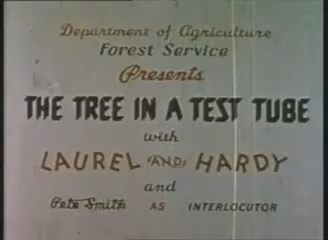 Department of Agriculture
Forest Service
Presents
THE TREE IN A TEST TUBE
with
LAUREL AND HARDY
and
Pete Smith AS INTERLOCUTOR